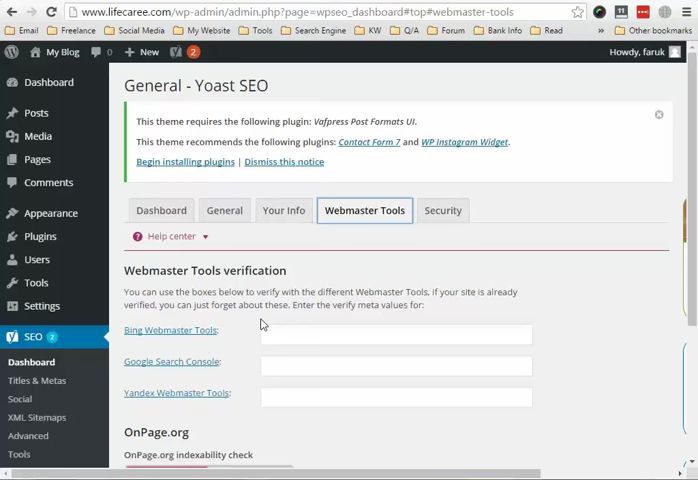 www.lifecaree.com/wp-admin/admin.php?page=wpseo_dashboard#top#webmaster-tools
Email Freelance Social Media My Website Tools Search Engine KW Q/A Forum Bank Info Read » Other bookmarks
My Blog 0 + New 2 Howdy, faruk
Dashboard
Posts
Media
Pages
Comments
Appearance
Plugins
Users
Tools
Settings
SEO 2
Dashboard
Titles & Metas
Social
XML Sitemaps
Advanced
Tools
General - Yoast SEO
This theme requires the following plugin: Vafpress Post Formats UI.
This theme recommends the following plugins: Contact Form 7 and WP Instagram Widget.
Begin installing plugins | Dismiss this notice
Dashboard General Your Info Webmaster Tools Security
Help center
Webmaster Tools verification
You can use the boxes below to verify with the different Webmaster Tools, if your site is already
verified, you can just forget about these. Enter the verify meta values for:
Bing Webmaster Tools:
Google Search Console:
Yandex Webmaster Tools:
OnPage.org
OnPage.org indexability check